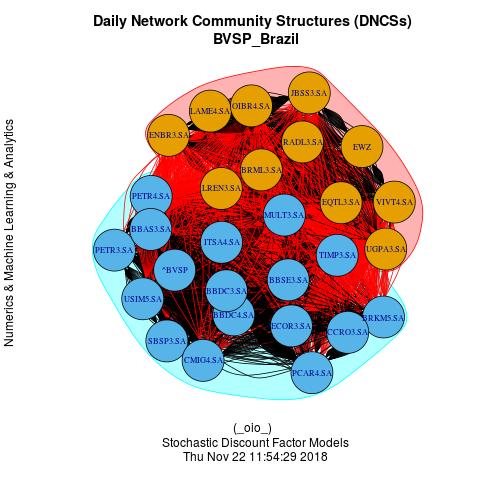 Daily Network Community Structures (DNCSs)
BVSP_Brazil
Numerics & Machine Learning & Analytics
JBSS3.SA
OIBR4.SA
LAME4.SA
ENBR3.SA
RADL3.SA
EWZ
BRML3.SA
LREN3.SA
PETR4.SA
EQTL3.SA
VIVT4.SA
MULT3.SA
BBAS3.SA
ITSA4.SA
PETR3.SA
UGPA3.SA
TIMP3.SA
^BVSP
BBSE3.SA
BBDC3.SA
USIM5.SA
BBDC4.SA
BRKM5.SA
ECOR3.SA
CCRO3.SA
SBSP3.SA
CMIG4.SA
PCAR4.SA
(_oio_)
Stochastic Discount Factor Models
Thu Nov 22 11:54:29 2018